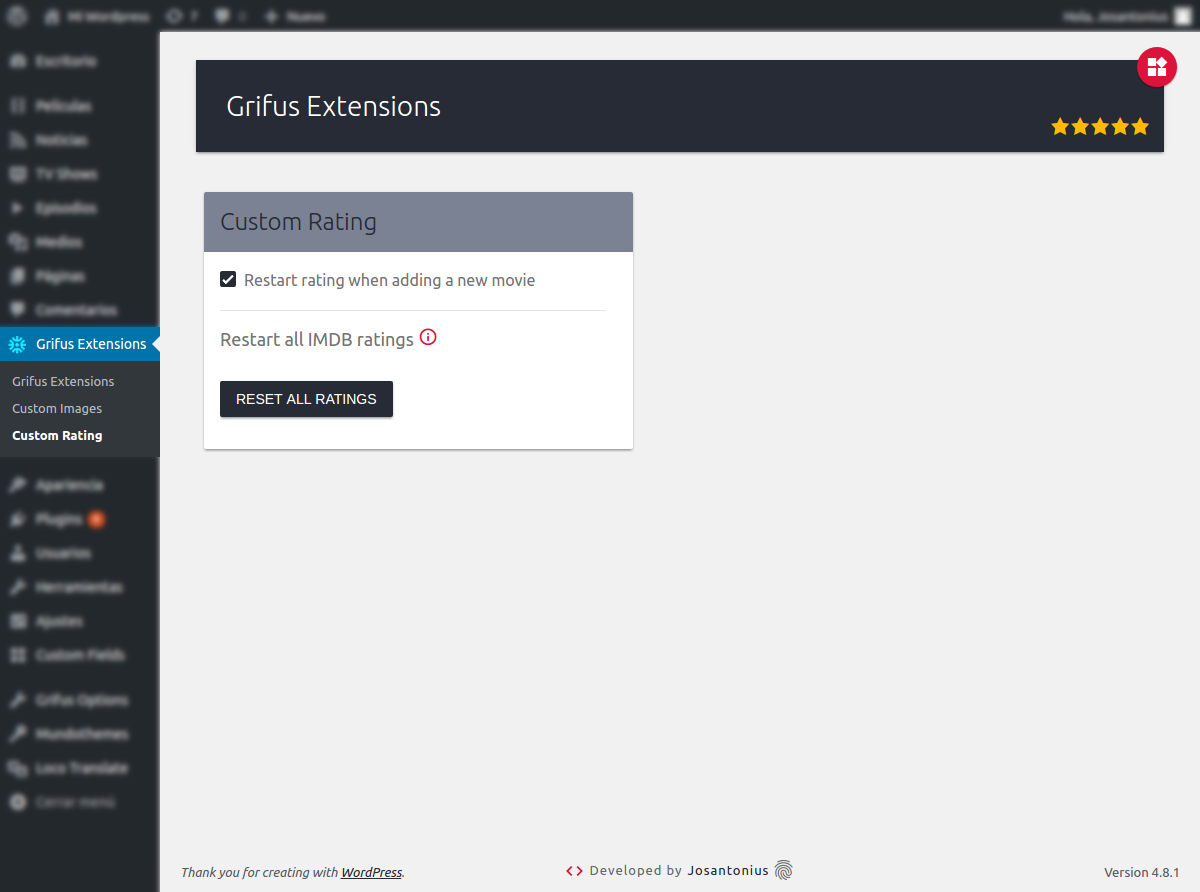 Mi Wordpress 7 Nuevo Hola, Josantonius
Escritorio
Películas
Noticias
TV Shows
Episodios
Medios
Páginas
Comentarios
Grifus Extensions
Grifus Extensions
Custom Images
Custom Rating
Apariencia
Plugins
Usuarios
Herramientas
Ajustes
Custom Fields
Grifus Options
Mundothemes
Loco Translate
Cerrar menú
Grifus Extensions
Custom Rating
Restart rating when adding a new movie
Restart all IMDB ratings
RESET ALL RATINGS
Thank you for creating with WordPress.
Developed by Josantonius
Version 4.8.1